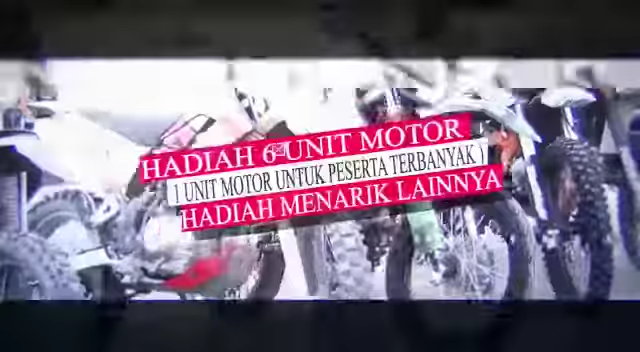 HADIAH 6 UNIT MOTOR
( 1 UNIT MOTOR UNTUK PESERTA TERBANYAK )
HADIAH MENARIK LAINNYA